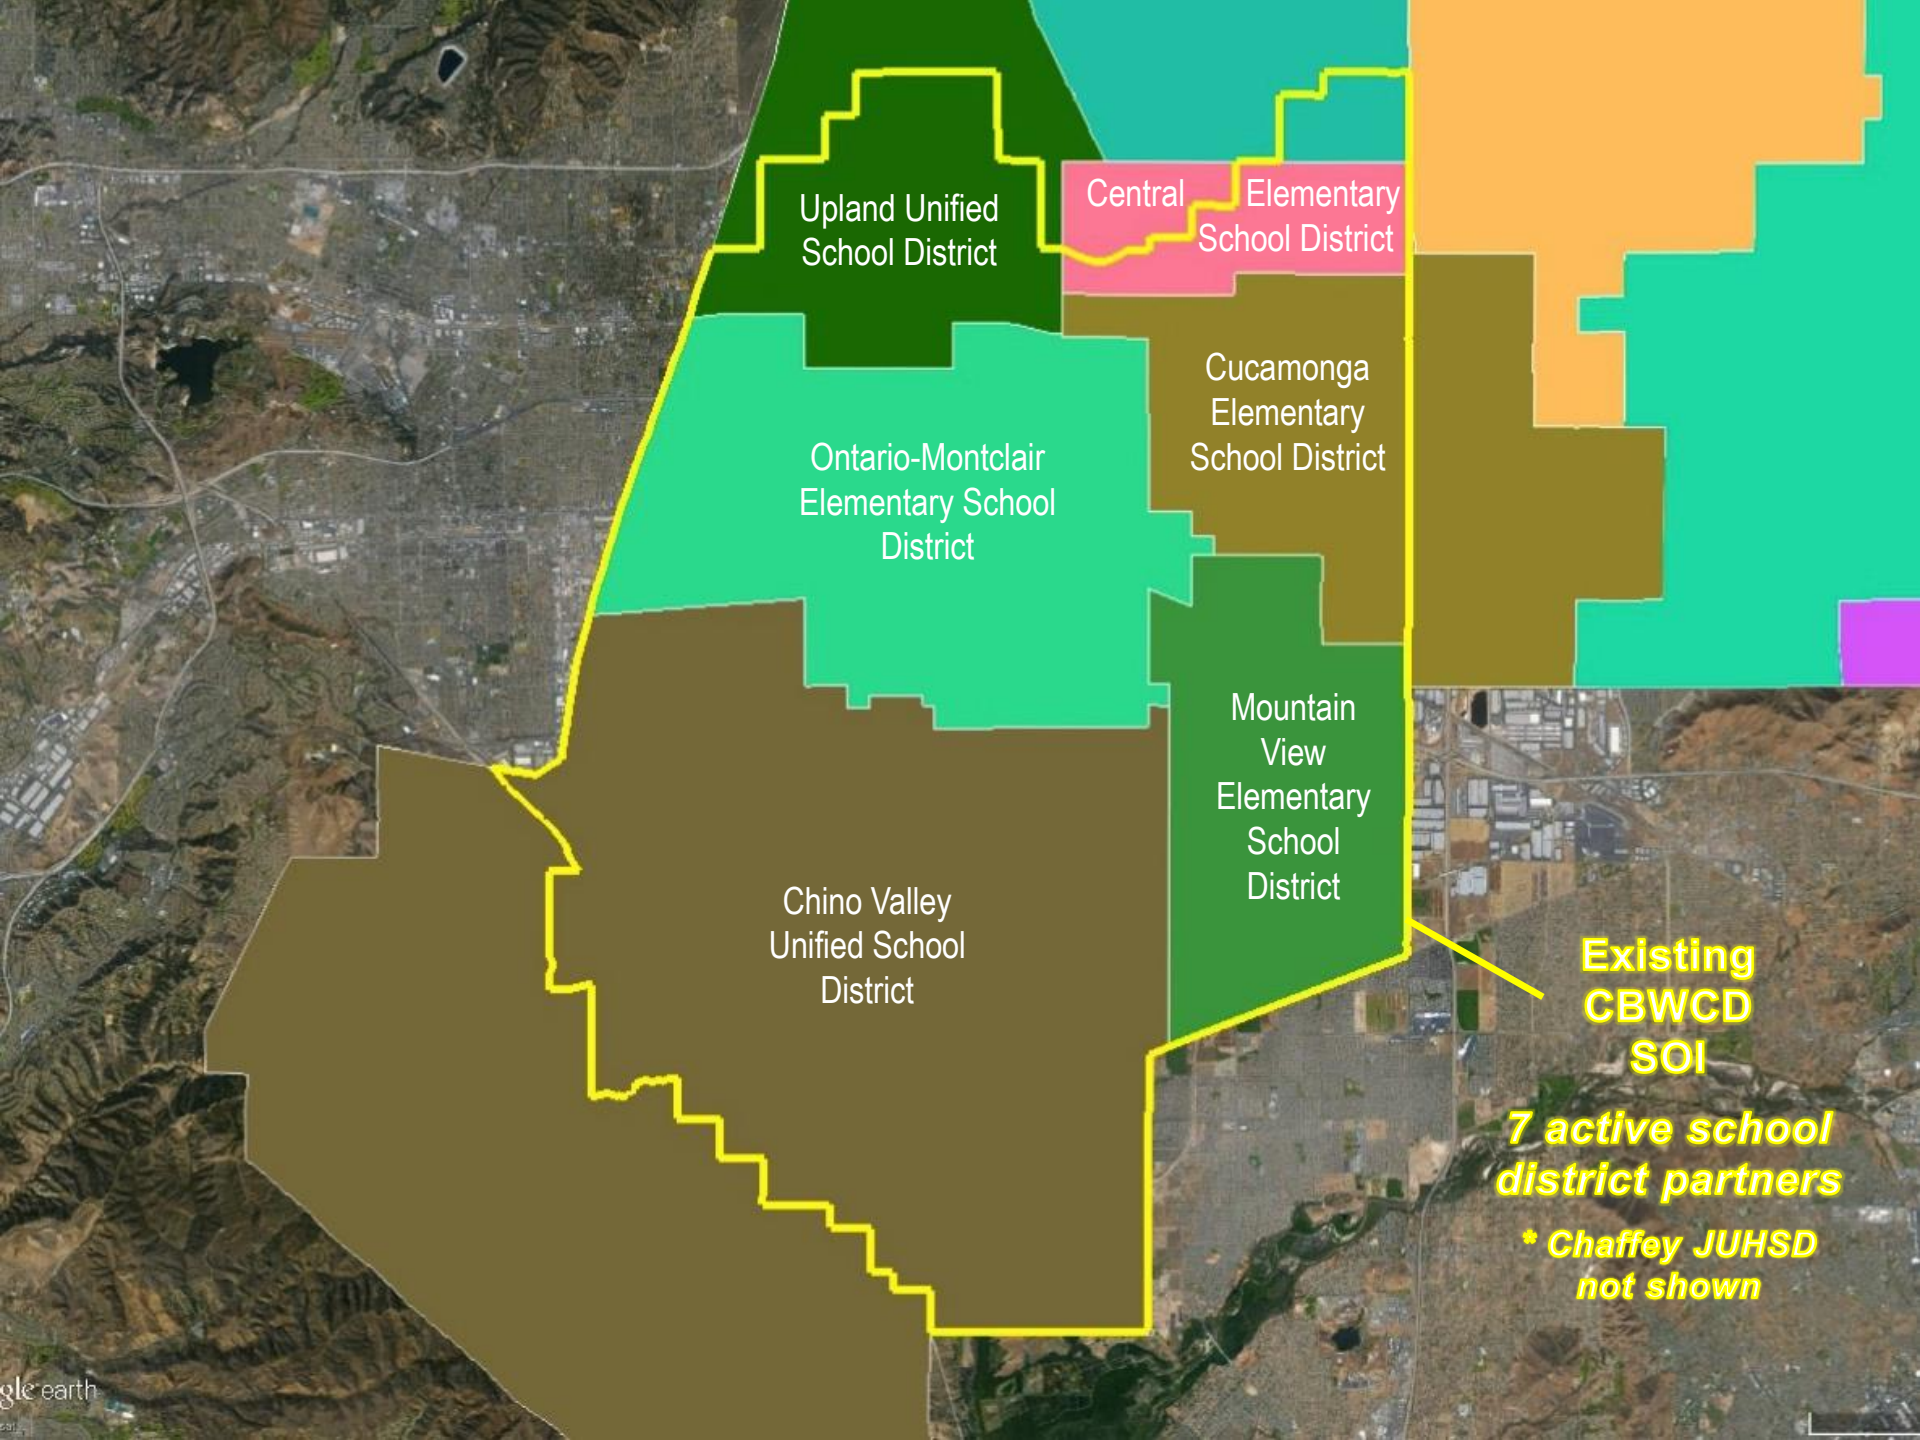 Upland Unified
School District
Central Elementary
School District
Cucamonga
Elementary
School District
Ontario-Montclair
Elementary School
District
Mountain
View
Elementary
School
District
Chino Valley
Unified School
District
Existing
CBWCD
SOI
7 active school
district partners
* Chaffey JUHSD
not shown
gle earth